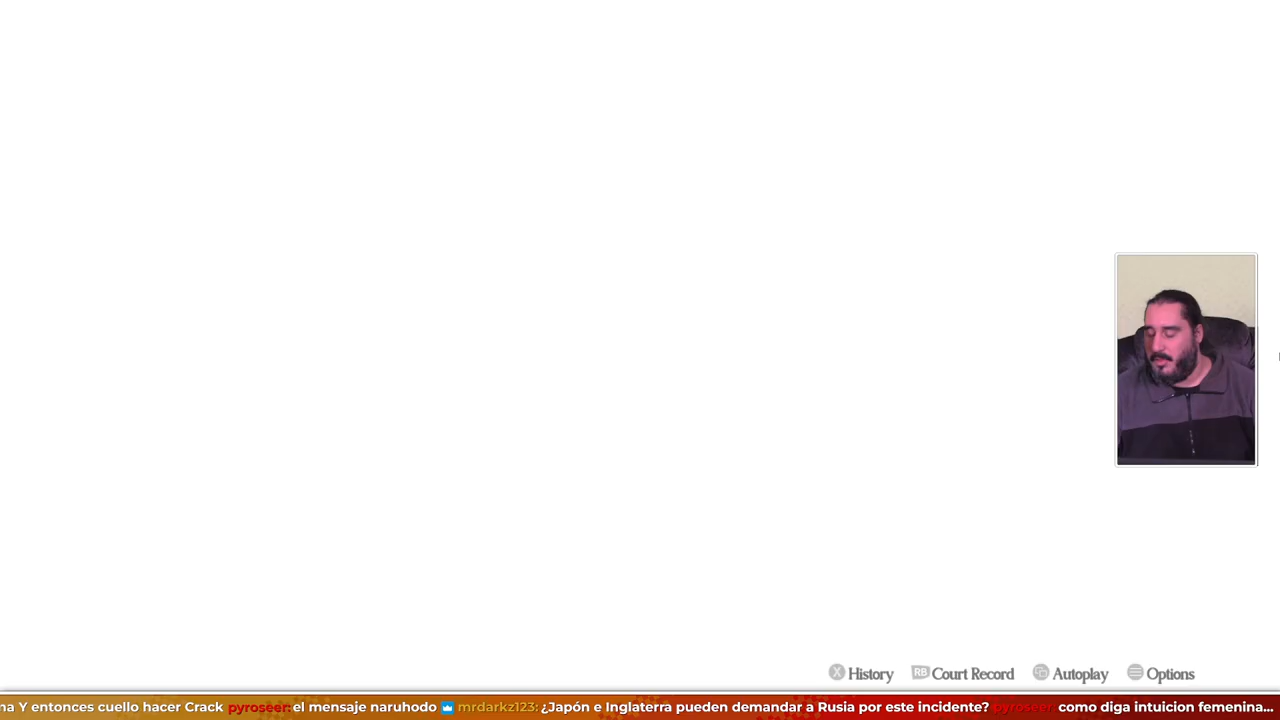 History Court Record Autoplay Options
na Y entonces cuello hacer Crack pyroseer: el mensaje naruhodo mrdarkz123: ¿Japón e Inglaterra pueden demandar a Rusia por este incidente? pyroseer: como diga intuicion femenina...